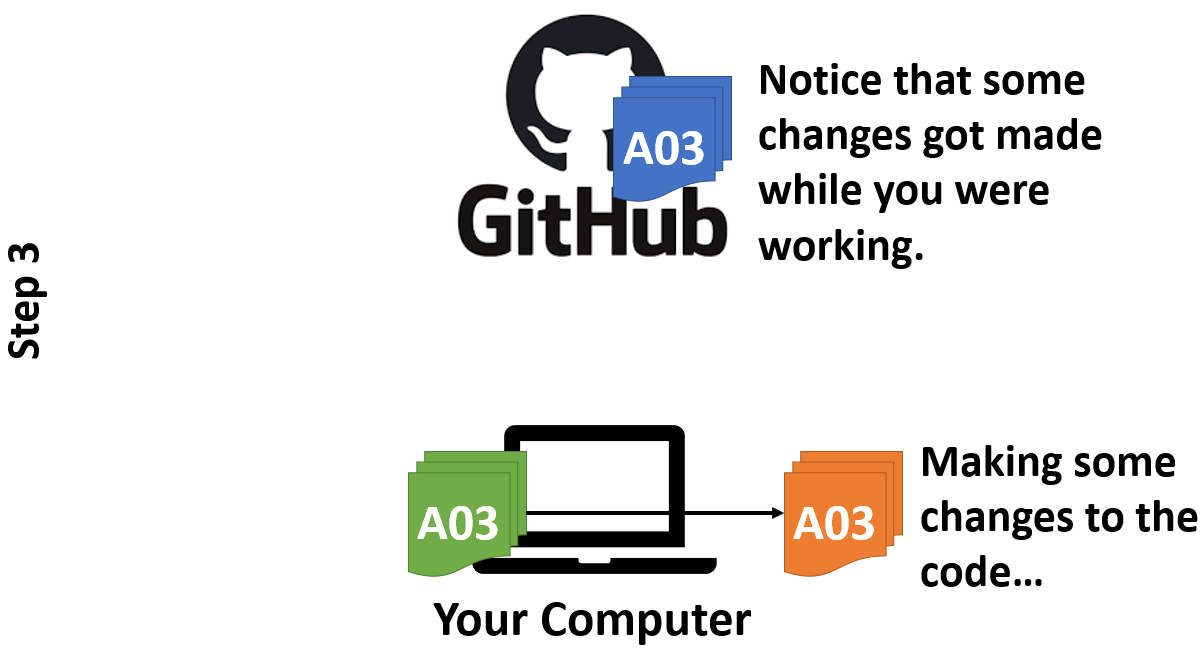 Step 3
A03
GitHub
Notice that some
changes got made
while you were
working.
A03
A03
Making some
changes to the
code…
Your Computer